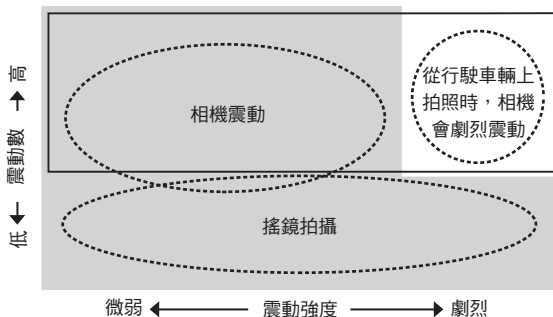 高
震動數
低
相機震動
從行駛車輛上
拍照時，相機
會劇烈震動
搖鏡拍攝
微弱
震動強度
劇烈